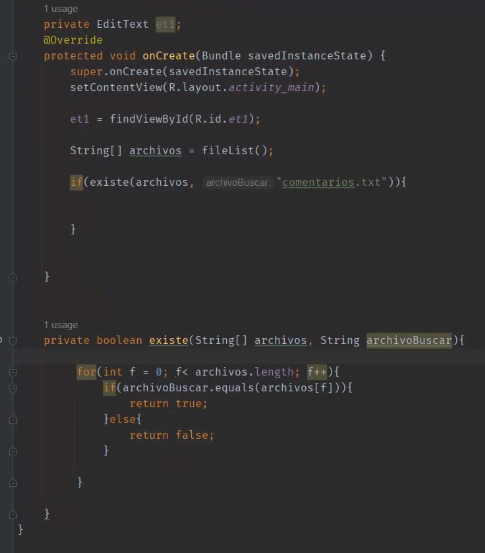 1 usage
private EditText et1;
@Override
protected void onCreate(Bundle savedInstanceState) {
super.onCreate(savedInstanceState);
setContentView(R.layout.activity_main);
et1 = findViewById(R.id.et1);
String[] archivos = fileList();
if(existe(archivos, archivoBuscar: "comentarios.txt")){
}
}
1 usage
private boolean existe(String[] archivos, String archivoBuscar){
for(int f = 0; f< archivos.length; f++){
if(archivoBuscar.equals(archivos[f])){
return true;
}else{
return false;
}
}
}
}